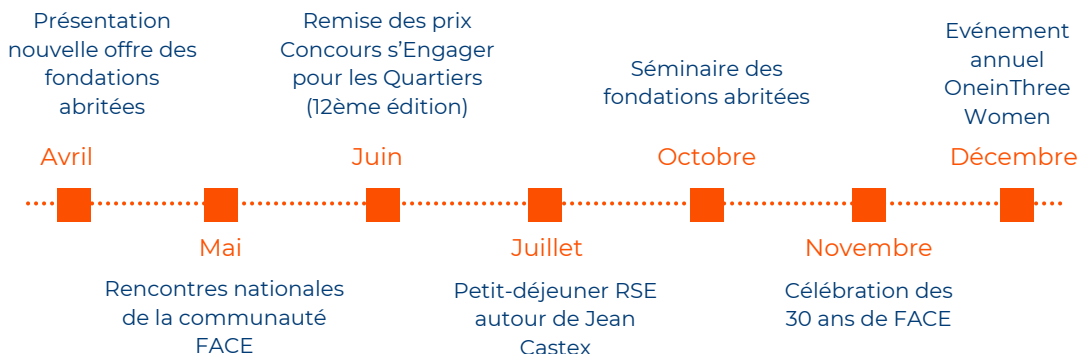 Présentation
nouvelle offre des
fondations
abritées
Avril
Mai
Rencontres nationales
de la communauté
FACE
Remise des prix
Concours s’Engager
pour les Quartiers
(12ème édition)
Juin
Juillet
Petit-déjeuner RSE
autour de Jean
Castex
Séminaire des
fondations abritées
Octobre
Novembre
Célébration des
30 ans de FACE
Evénement
annuel
OneinThree
Women
Décembre